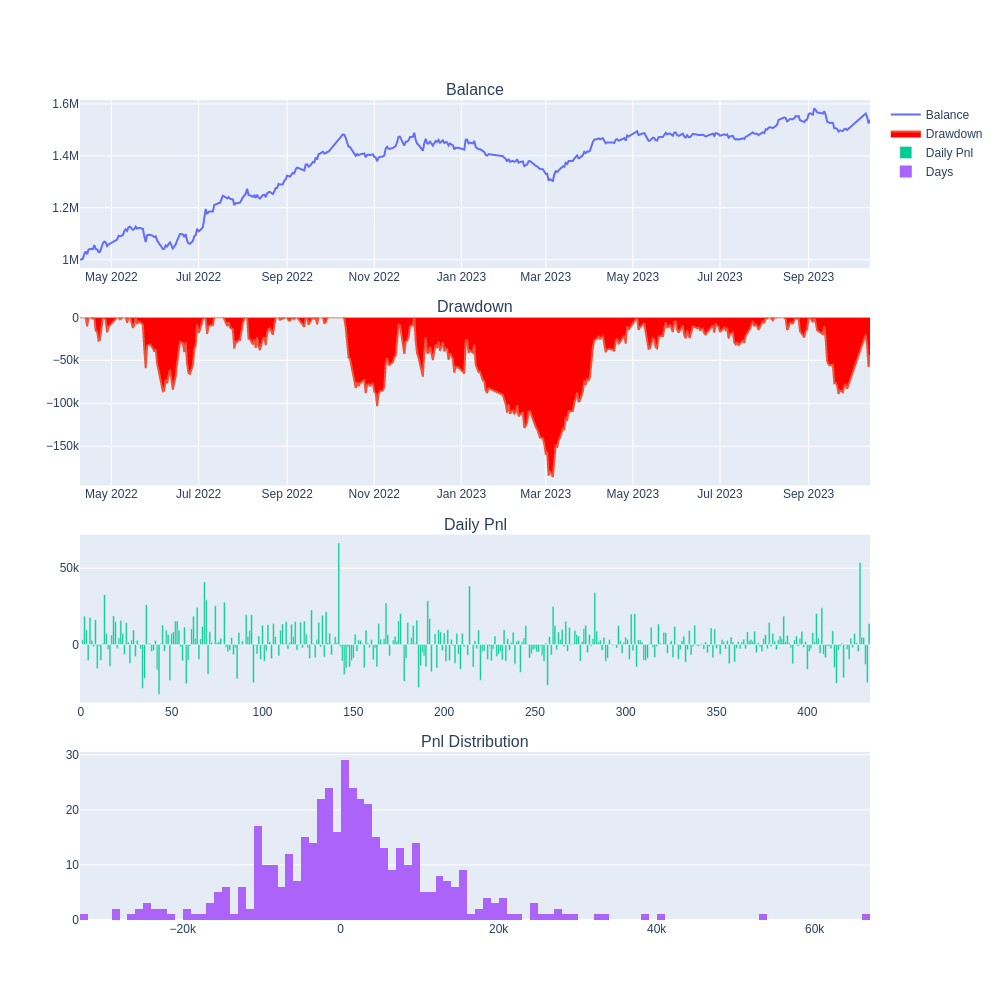 Balance
1.6M
1.4M
1.2M
1M
May 2022 Jul 2022 Sep 2022 Nov 2022 Jan 2023 Mar 2023 May 2023 Jul 2023 Sep 2023
Balance
Drawdown
Daily Pnl
Days
Drawdown
0
−50k
−100k
−150k
May 2022 Jul 2022 Sep 2022 Nov 2022 Jan 2023 Mar 2023 May 2023 Jul 2023 Sep 2023
Daily Pnl
50k
0
0 50 100 150 200 250 300 350 400
Pnl Distribution
30
20
10
0
−20k 0 20k 40k 60k